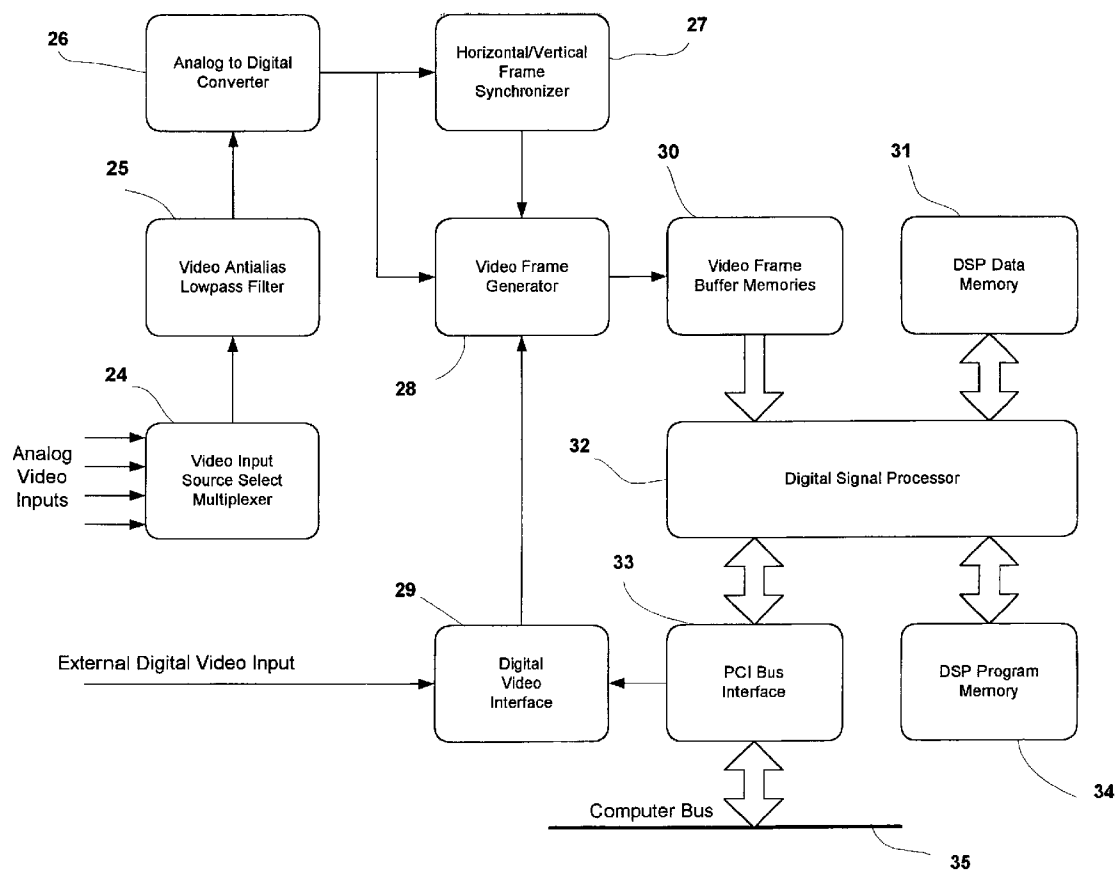 26
Analog to Digital
Converter
Horizontal/Vertical
Frame
Synchronizer
27
25
Video Antialias
Lowpass Filter
Video Frame
Generator
28
30
Video Frame
Buffer Memories
31
DSP Data
Memory
24
Analog
Video
Inputs
Video Input
Source Select
Multiplexer
32
Digital Signal Processor
29
External Digital Video Input
Digital
Video
Interface
33
PCI Bus
Interface
DSP Program
Memory
34
Computer Bus
35